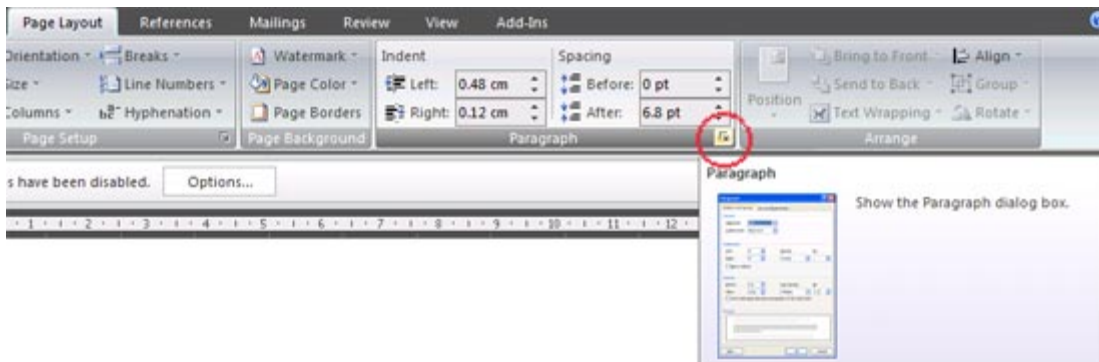 Page Layout References Mailings Review View Add-Ins
Orientation Breaks Watermark Indent Spacing Bring to Front Align
Size Line Numbers Page Color Left: 0.48 cm Before: 0 pt Position Send to Back Group
Columns Hyphenation Page Borders Right: 0.12 cm After: 6.8 pt Text Wrapping Rotate
Page Setup Page Background Paragraph Arrange
s have been disabled. Options...
Paragraph
Show the Paragraph dialog box.
1 2 3 4 5 6 7 8 9 10 11 12